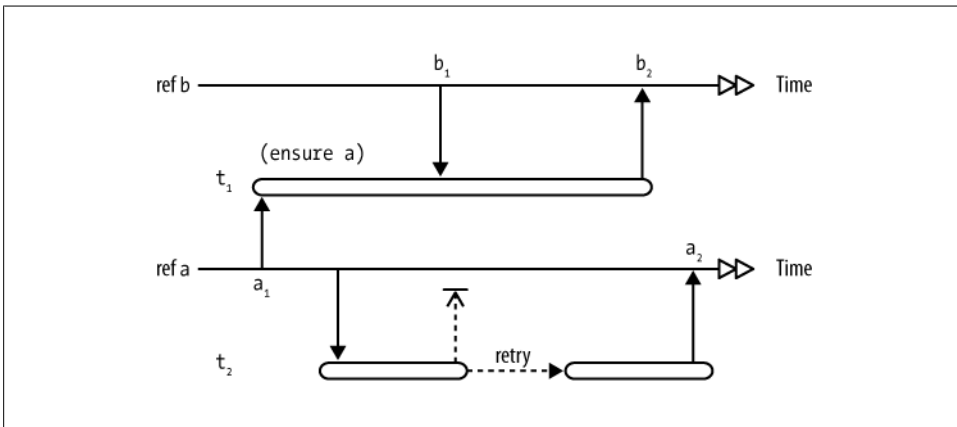 b₁ b₂
ref b Time
(ensure a)
t₁
a₂
ref a Time
a₁
retry
t₂